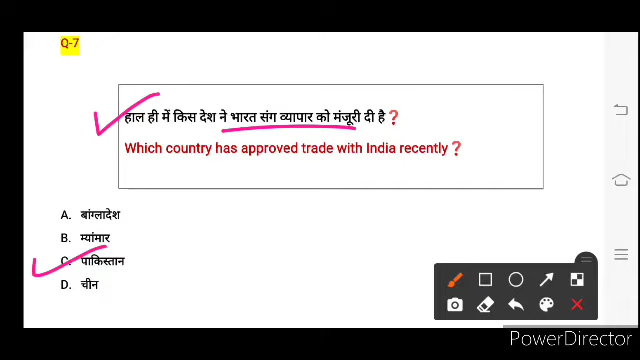 Q-7
हाल ही में किस देश ने भारत संग व्यापार को मंजूरी दी है❓
Which country has approved trade with India recently❓
A. बांग्लादेश
B. म्यांमार
C. पाकिस्तान
D. चीन
PowerDirector